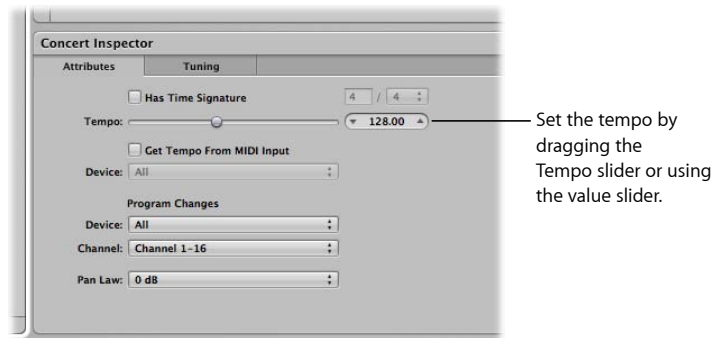 Concert Inspector
Attributes Tuning
Has Time Signature 4 / 4
Tempo: 128.00
Get Tempo From MIDI Input
Device: All
Program Changes
Device: All
Channel: Channel 1-16
Pan Law: 0 dB
Set the tempo by
dragging the
Tempo slider or using
the value slider.